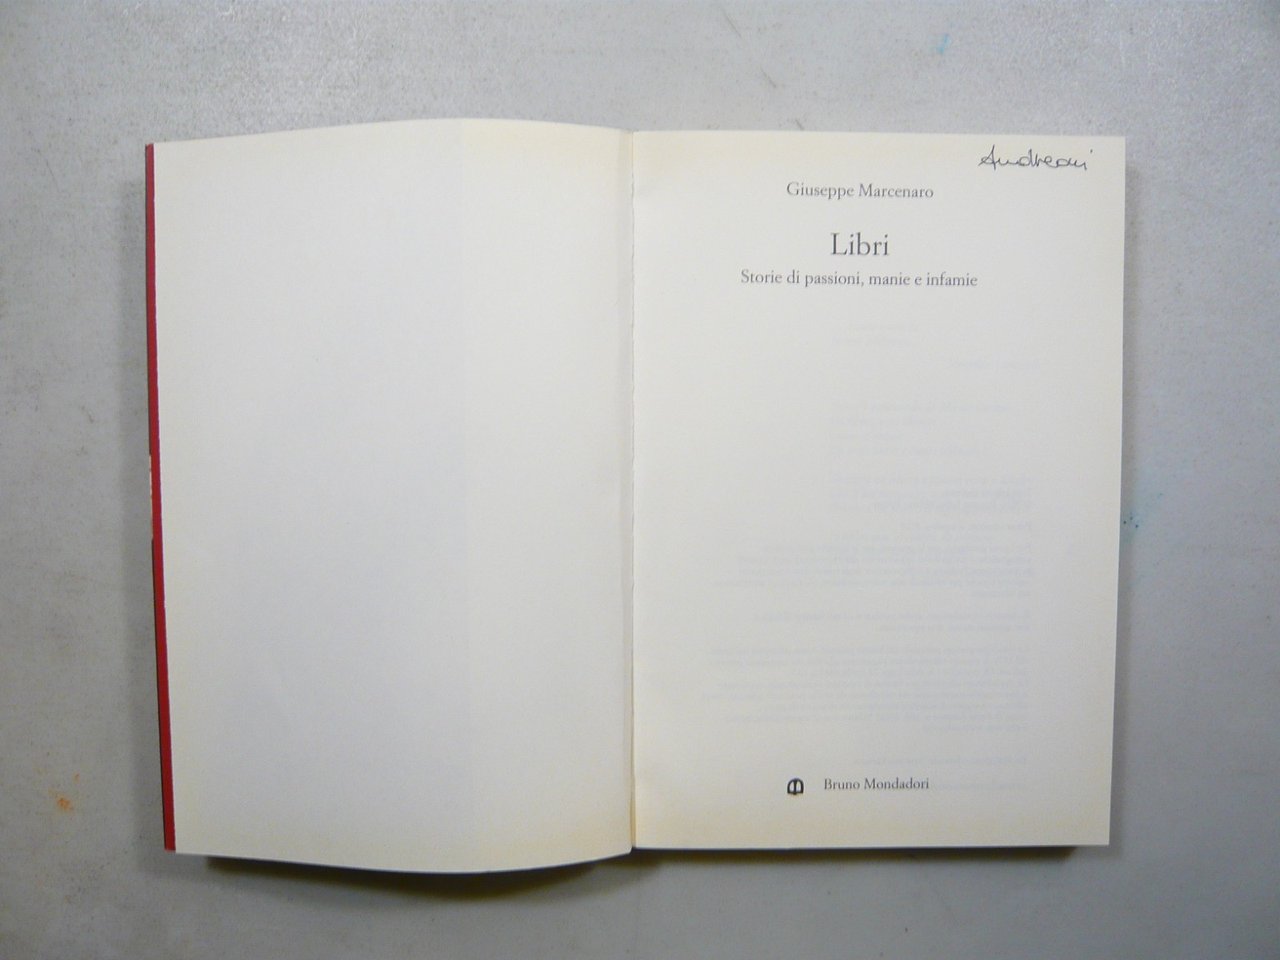 Andreani
Giuseppe Marcenaro
Libri
Storie di passioni, manie e infamie
Bruno Mondadori